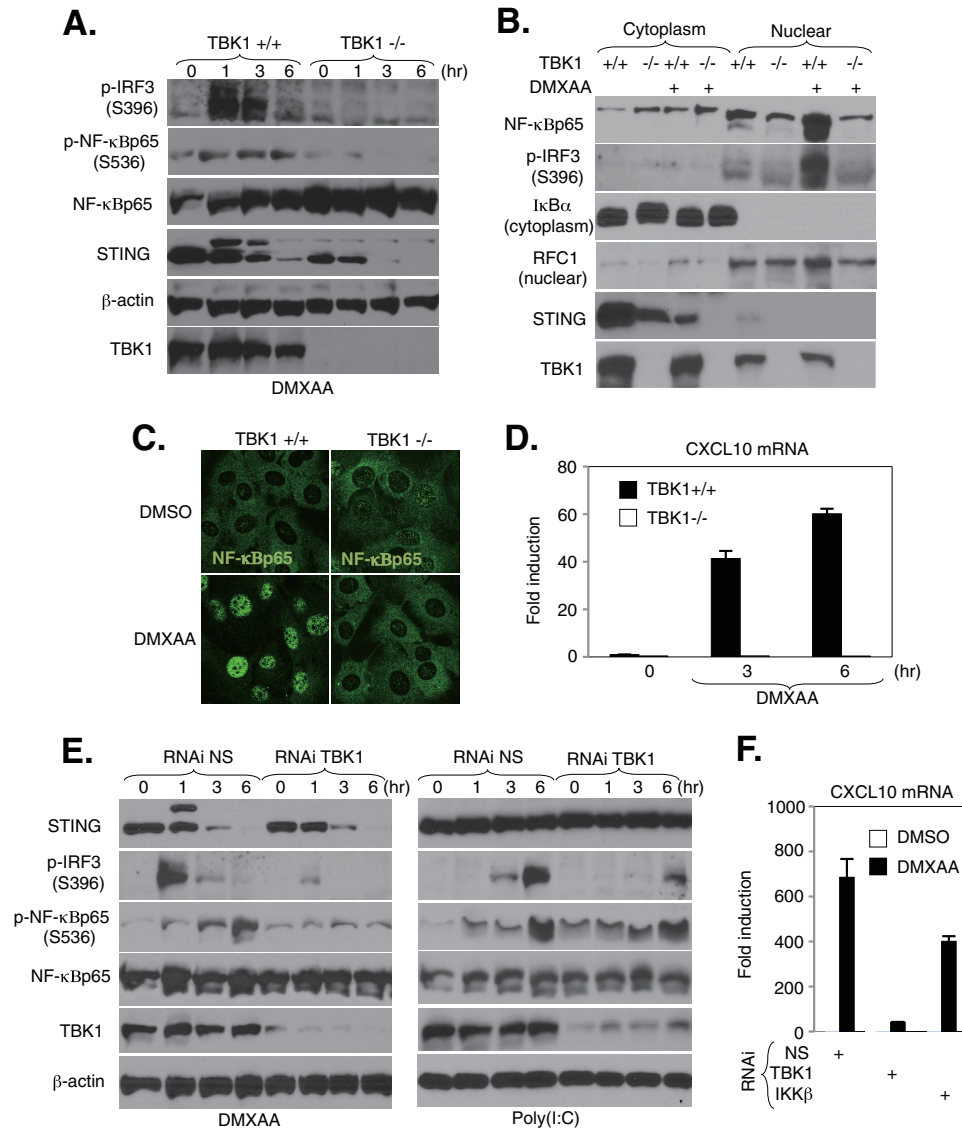 A.
TBK1 +/+ TBK1 -/-
0 1 3 6 0 1 3 6 (hr)
p-IRF3
(S396)
p-NF-κBp65
(S536)
NF-κBp65
STING
β-actin
TBK1
DMXAA
B.
Cytoplasm Nuclear
TBK1 +/+ -/- +/+ -/- +/+ -/- +/+ -/-
DMXAA + + + +
NF-κBp65
p-IRF3
(S396)
IκBα
(cytoplasm)
RFC1
(nuclear)
STING
TBK1
C.
TBK1 +/+ TBK1 -/-
DMSO
NF-κBp65 NF-κBp65
DMXAA
D.
CXCL10 mRNA
80
60
40
20
0
Fold induction
TBK1+/+
TBK1-/-
0 3 6 (hr)
DMXAA
E.
RNAi NS RNAi TBK1
0 1 3 6 0 1 3 6 (hr)
STING
p-IRF3
(S396)
p-NF-κBp65
(S536)
NF-κBp65
TBK1
β-actin
DMXAA
RNAi NS RNAi TBK1
0 1 3 6 0 1 3 6 (hr)
Poly(I:C)
F.
CXCL10 mRNA
1000
800
600
400
200
0
Fold induction
DMSO
DMXAA
RNAi
NS +
TBK1 +
IKKβ +